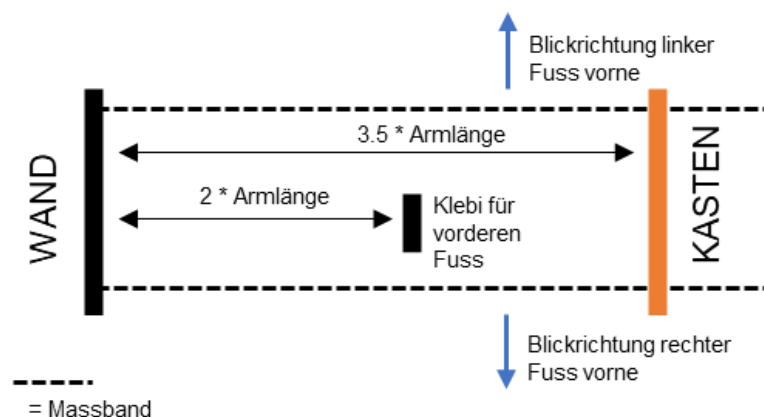 Blickrichtung linker
Fuss vorne
3.5 * Armlänge
WAND
2 * Armlänge
Klebi für
vorderen
Fuss
KASTEN
Blickrichtung rechter
Fuss vorne
= Massband